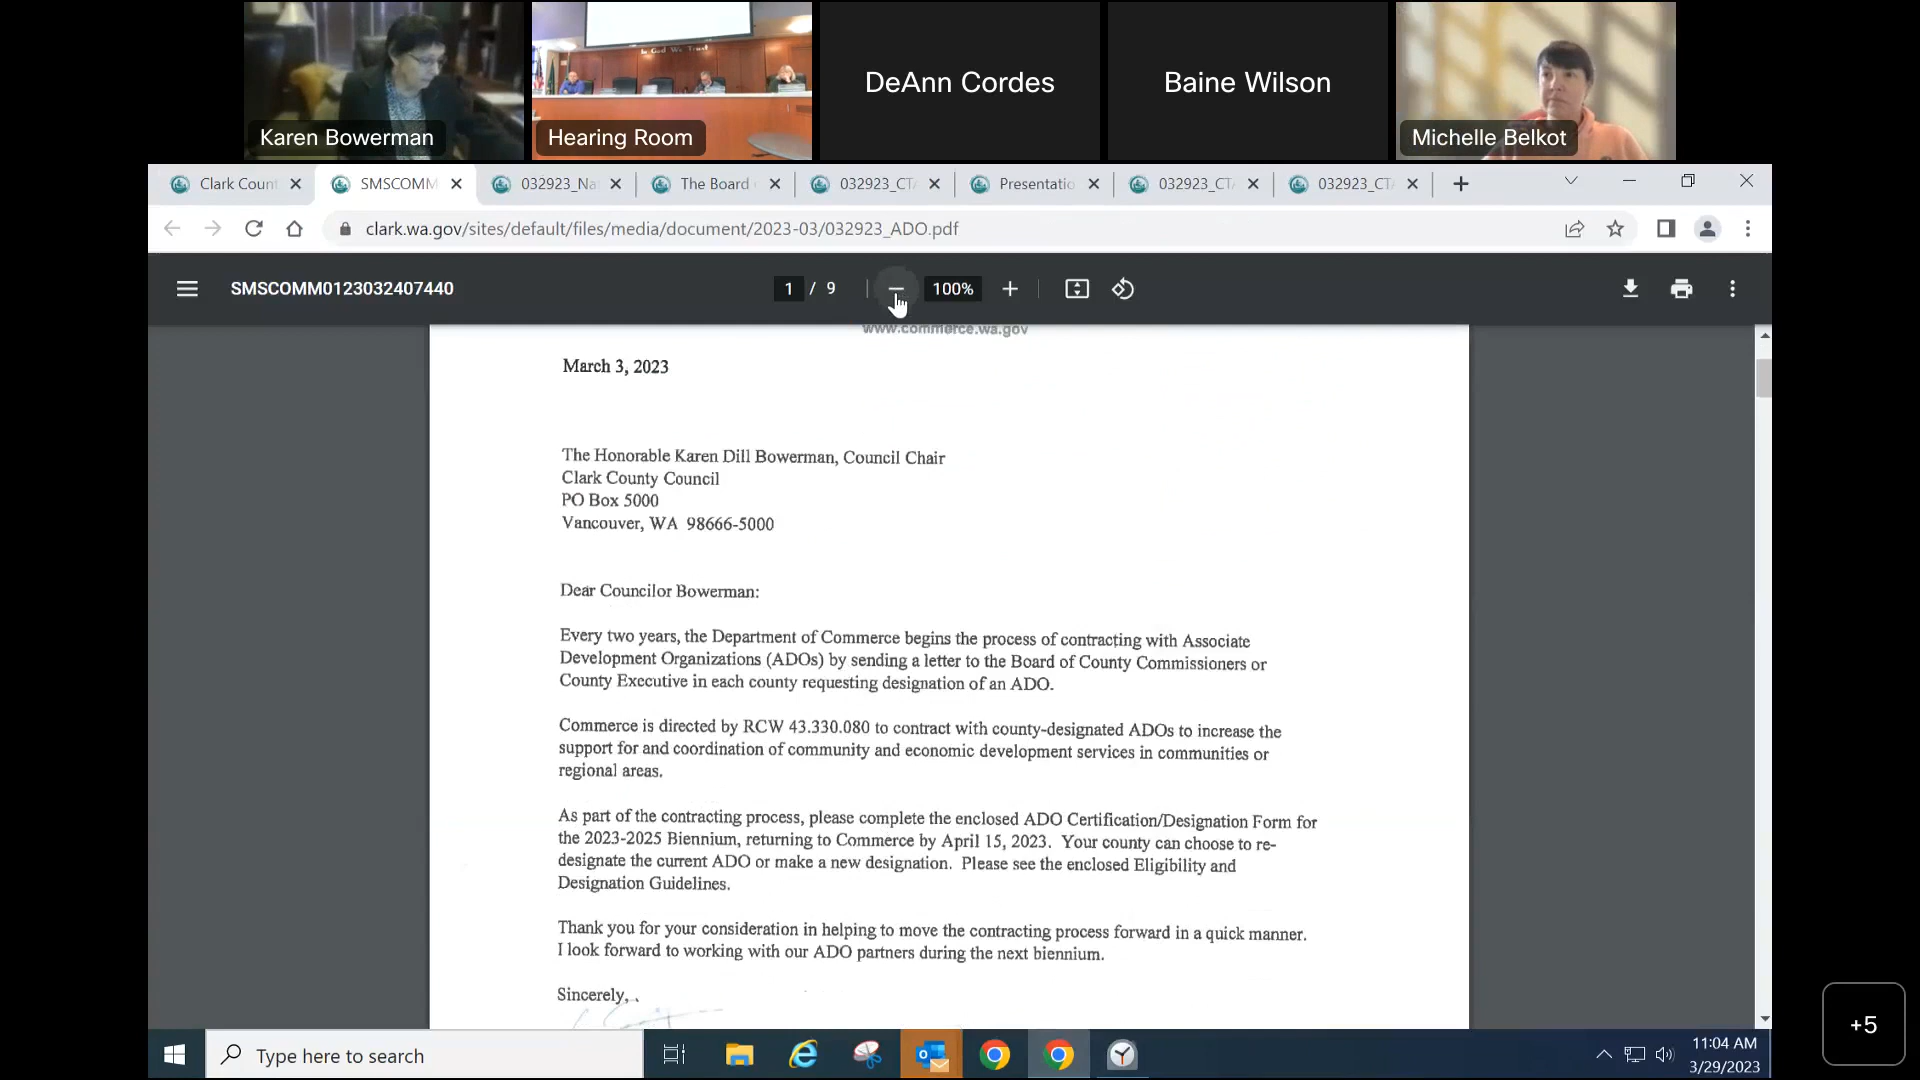 In God We Trust
DeAnn Cordes
Baine Wilson
Karen Bowerman
Hearing Room
Michelle Belkot
Clark Coun
SMSCOMM
032923_Na
The Board
032923_CTA
Presentatio
032923_CTA
032923_CTA
clark.wa.gov/sites/default/files/media/document/2023-03/032923_ADO.pdf
SMSCOMM0123032407440
1 / 9
100%
www.commerce.wa.gov
March 3, 2023
The Honorable Karen Dill Bowerman, Council Chair
Clark County Council
PO Box 5000
Vancouver, WA 98666-5000
Dear Councilor Bowerman:
Every two years, the Department of Commerce begins the process of contracting with Associate
Development Organizations (ADOs) by sending a letter to the Board of County Commissioners or
County Executive in each county requesting designation of an ADO.
Commerce is directed by RCW 43.330.080 to contract with county-designated ADOs to increase the
support for and coordination of community and economic development services in communities or
regional areas.
As part of the contracting process, please complete the enclosed ADO Certification/Designation Form for
the 2023-2025 Biennium, returning to Commerce by April 15, 2023. Your county can choose to re-
designate the current ADO or make a new designation. Please see the enclosed Eligibility and
Designation Guidelines.
Thank you for your consideration in helping to move the contracting process forward in a quick manner.
I look forward to working with our ADO partners during the next biennium.
Sincerely,
+5
Type here to search
11:04 AM
3/29/2023